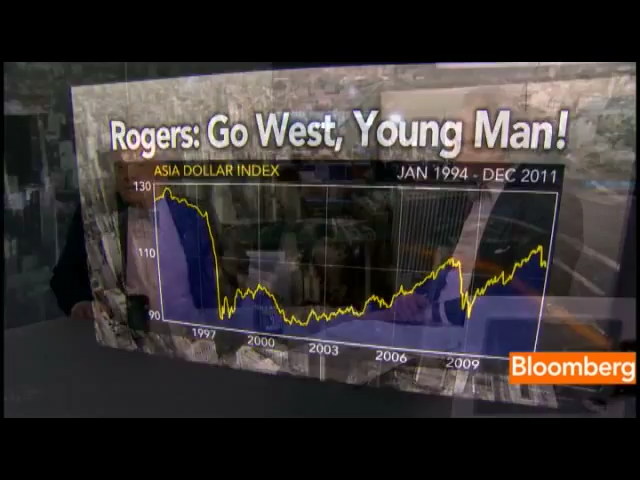 Rogers: Go West, Young Man!
ASIA DOLLAR INDEX
JAN 1994 - DEC 2011
130
110
90
1997
2000
2003
2006
2009
Bloomberg